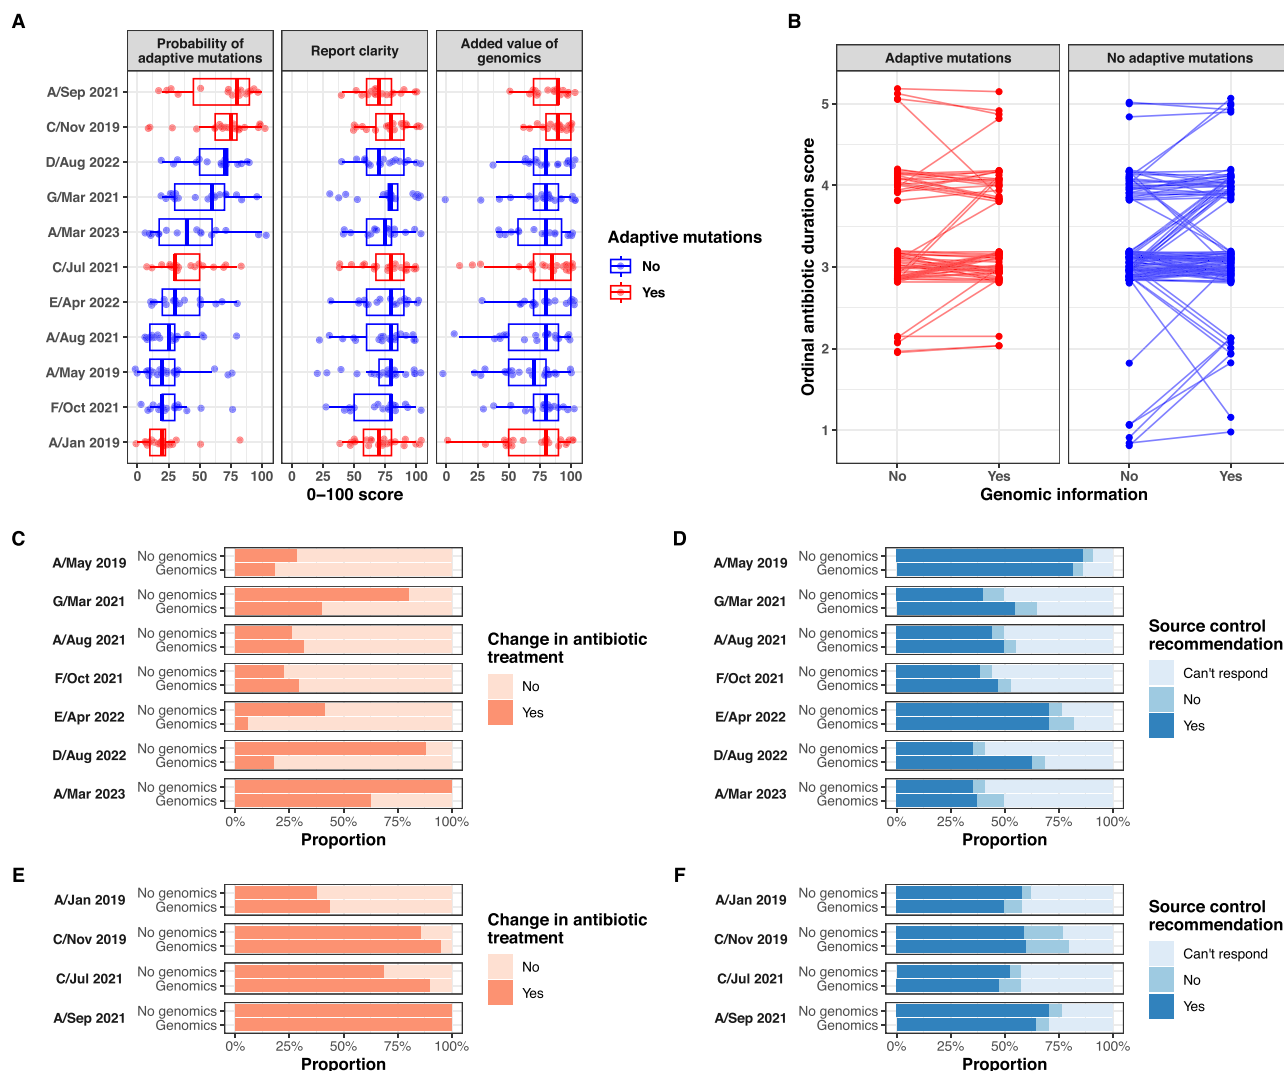 A
Probability of
adaptive mutations
Report clarity
Added value of
genomics
A/Sep 2021
C/Nov 2019
D/Aug 2022
G/Mar 2021
A/Mar 2023
C/Jul 2021
E/Apr 2022
A/Aug 2021
A/May 2019
F/Oct 2021
A/Jan 2019
0 25 50 75 100
0 25 50 75 100
0 25 50 75 100
0–100 score
Adaptive mutations
No
Yes
B
Adaptive mutations
No adaptive mutations
Ordinal antibiotic duration score
5
4
3
2
1
No Yes
No Yes
Genomic information
C
A/May 2019
No genomics
Genomics
G/Mar 2021
No genomics
Genomics
A/Aug 2021
No genomics
Genomics
F/Oct 2021
No genomics
Genomics
E/Apr 2022
No genomics
Genomics
D/Aug 2022
No genomics
Genomics
A/Mar 2023
No genomics
Genomics
0% 25% 50% 75% 100%
Proportion
Change in antibiotic
treatment
No
Yes
D
A/May 2019
No genomics
Genomics
G/Mar 2021
No genomics
Genomics
A/Aug 2021
No genomics
Genomics
F/Oct 2021
No genomics
Genomics
E/Apr 2022
No genomics
Genomics
D/Aug 2022
No genomics
Genomics
A/Mar 2023
No genomics
Genomics
0% 25% 50% 75% 100%
Proportion
Source control
recommendation
Can't respond
No
Yes
E
A/Jan 2019
No genomics
Genomics
C/Nov 2019
No genomics
Genomics
C/Jul 2021
No genomics
Genomics
A/Sep 2021
No genomics
Genomics
0% 25% 50% 75% 100%
Proportion
Change in antibiotic
treatment
No
Yes
F
A/Jan 2019
No genomics
Genomics
C/Nov 2019
No genomics
Genomics
C/Jul 2021
No genomics
Genomics
A/Sep 2021
No genomics
Genomics
0% 25% 50% 75% 100%
Proportion
Source control
recommendation
Can't respond
No
Yes